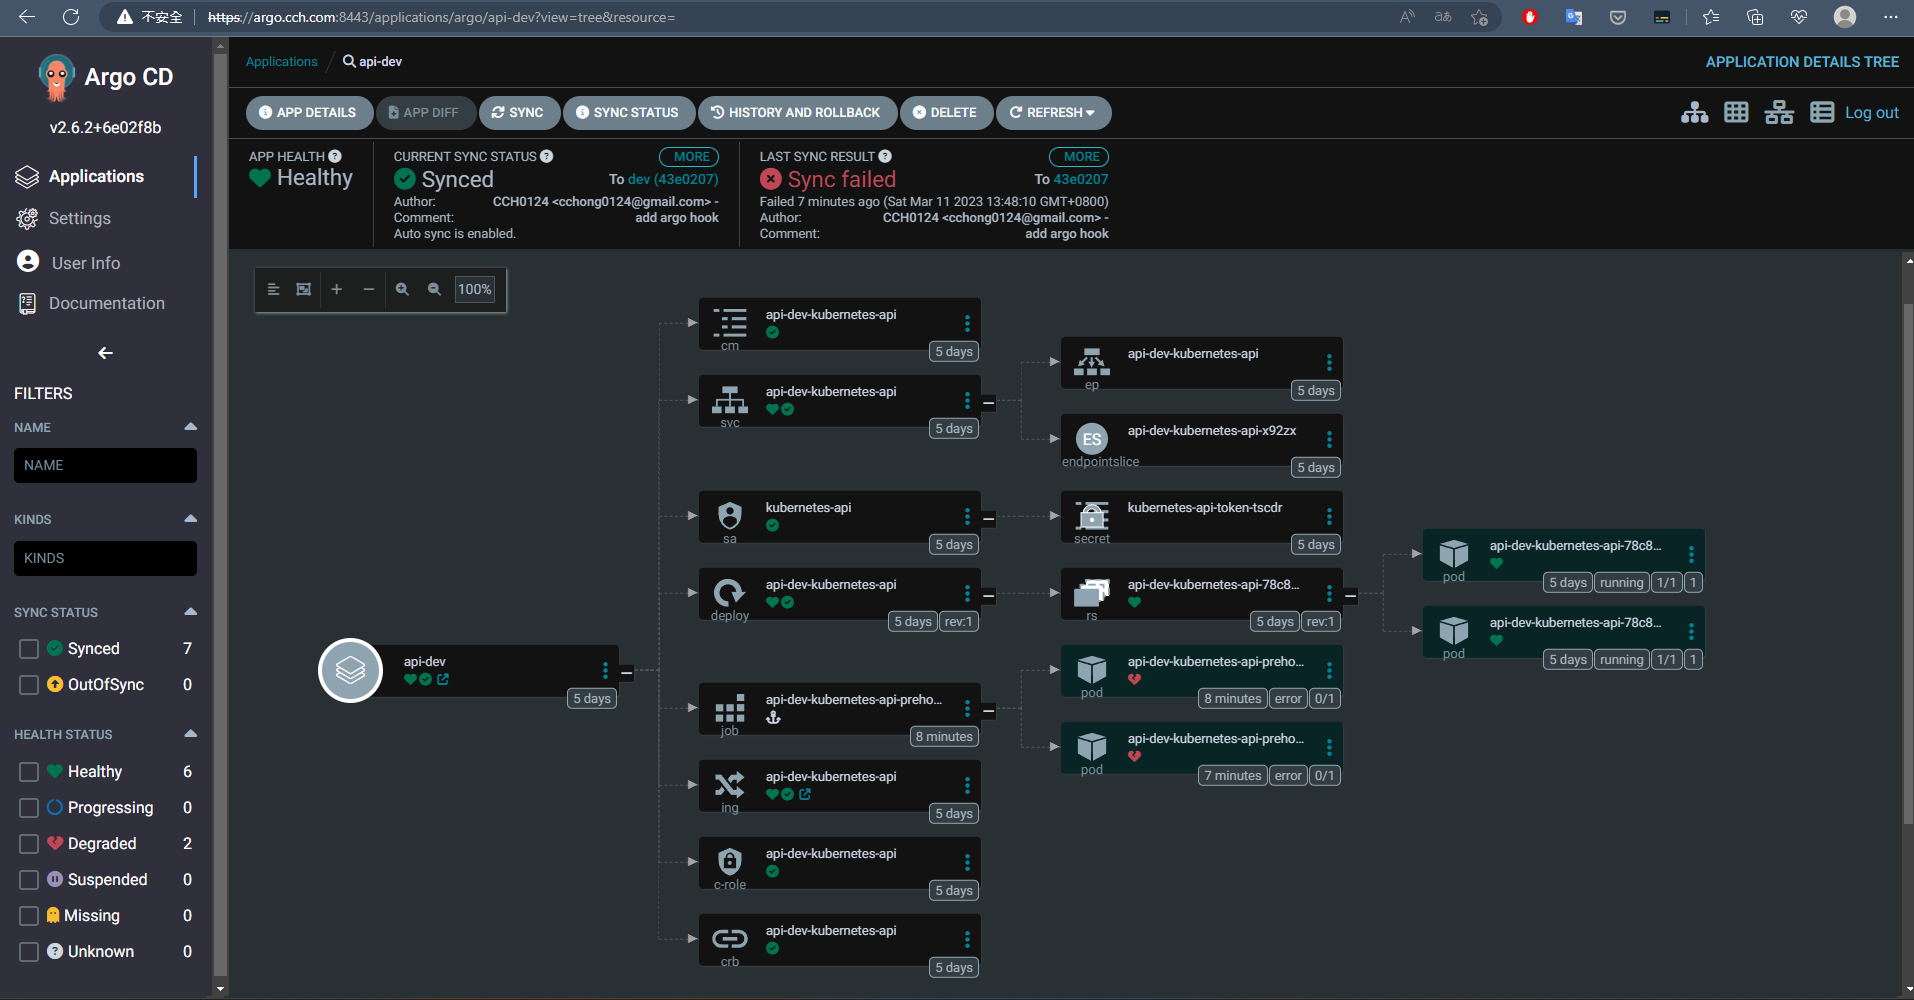 不安全
https://argo.cch.com:8443/applications/argo/api-dev?view=tree&resource=
Argo CD
v2.6.2+6e02f8b
Applications
Settings
User Info
Documentation
FILTERS
NAME
NAME
KINDS
KINDS
SYNC STATUS
Synced 7
OutOfSync 0
HEALTH STATUS
Healthy 6
Progressing 0
Degraded 2
Suspended 0
Missing 0
Unknown 0
Applications / api-dev
APPLICATION DETAILS TREE
APP DETAILS APP DIFF SYNC SYNC STATUS HISTORY AND ROLLBACK DELETE REFRESH
Log out
APP HEALTH
Healthy
CURRENT SYNC STATUS MORE
Synced To dev (43e0207)
Author: CCH0124 <cchong0124@gmail.com> -
Comment: add argo hook
Auto sync is enabled.
LAST SYNC RESULT MORE
Sync failed To 43e0207
Failed 7 minutes ago (Sat Mar 11 2023 13:48:10 GMT+0800)
Author: CCH0124 <cchong0124@gmail.com> -
Comment: add argo hook
100%
api-dev
5 days
api-dev-kubernetes-api
cm
5 days
api-dev-kubernetes-api
svc
5 days
kubernetes-api
sa
5 days
api-dev-kubernetes-api
deploy
5 days rev:1
api-dev-kubernetes-api-preho...
job
8 minutes
api-dev-kubernetes-api
ing
5 days
api-dev-kubernetes-api
c-role
5 days
api-dev-kubernetes-api
crb
5 days
api-dev-kubernetes-api
ep
5 days
api-dev-kubernetes-api-x92zx
ES
endpointslice
5 days
kubernetes-api-token-tscdr
secret
5 days
api-dev-kubernetes-api-78c8...
rs
5 days rev:1
api-dev-kubernetes-api-preho...
pod
8 minutes error 0/1
api-dev-kubernetes-api-preho...
pod
7 minutes error 0/1
api-dev-kubernetes-api-78c8...
pod
5 days running 1/1 1
api-dev-kubernetes-api-78c8...
pod
5 days running 1/1 1